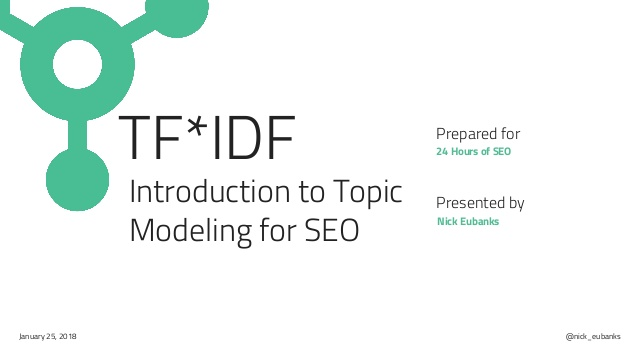 TF*IDF
Introduction to Topic
Modeling for SEO
Prepared for
24 Hours of SEO
Presented by
Nick Eubanks
January 25, 2018
@nick_eubanks